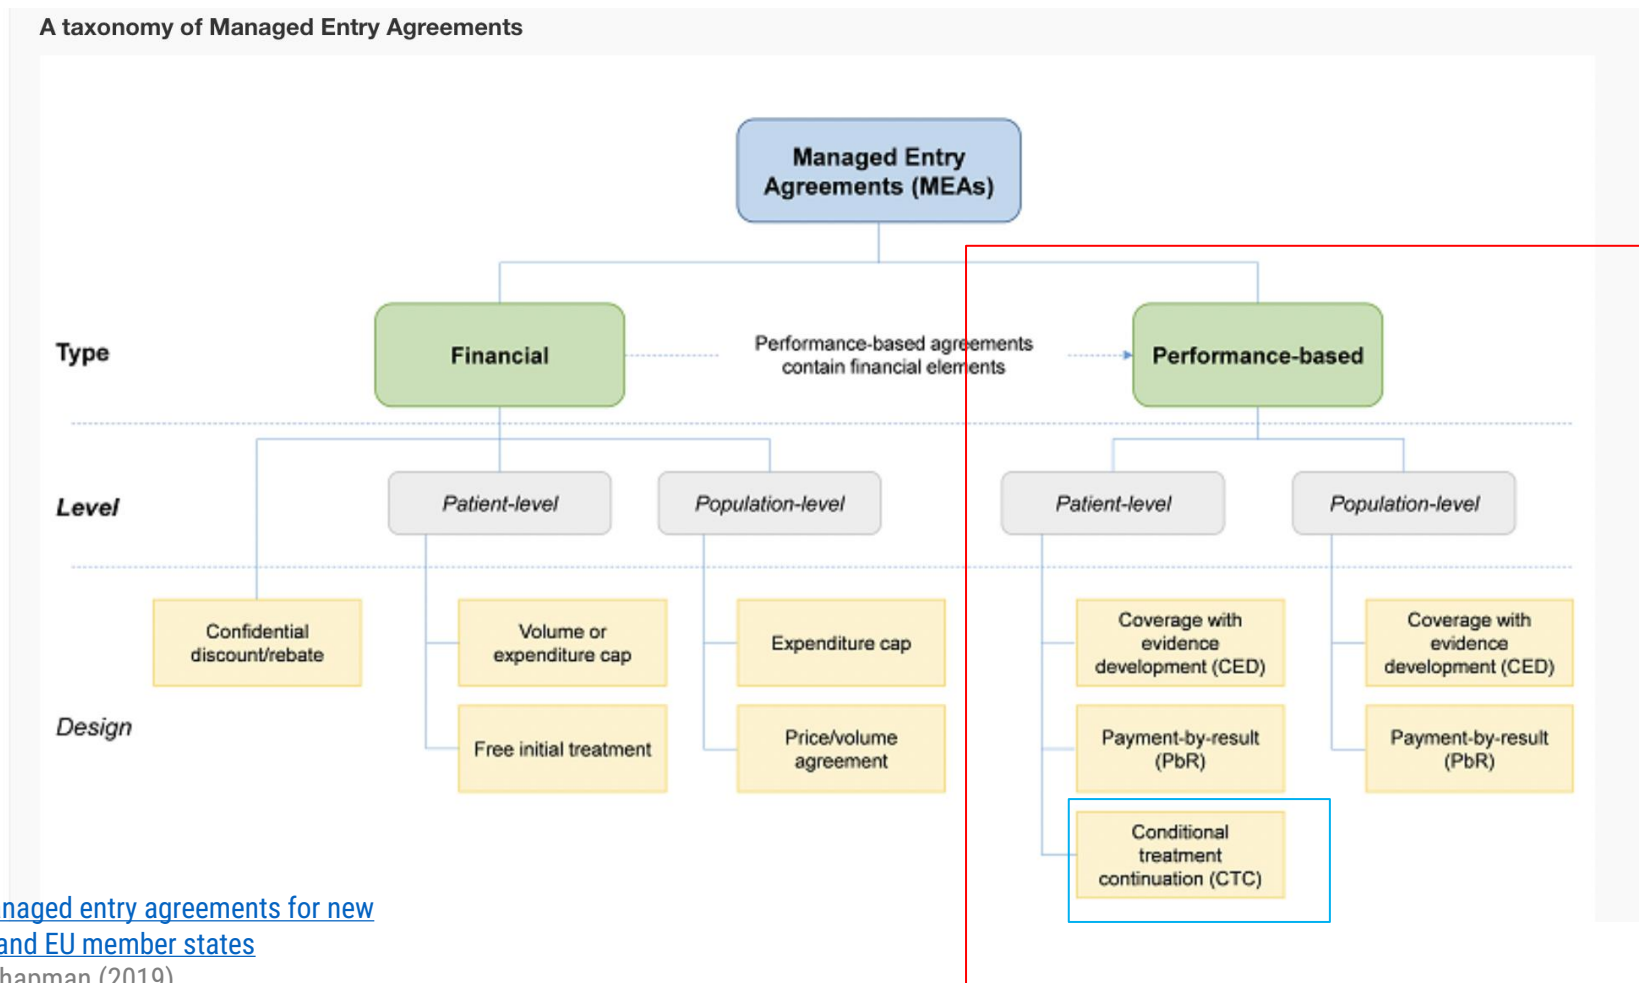 A taxonomy of Managed Entry Agreements
Managed Entry
Agreements (MEAs)
Type
Financial
Performance-based agreements
contain financial elements
Performance-based
Level
Patient-level
Population-level
Patient-level
Population-level
Design
Confidential
discount/rebate
Volume or
expenditure cap
Free initial treatment
Expenditure cap
Price/volume
agreement
Coverage with
evidence
development (CED)
Payment-by-result
(PbR)
Conditional
treatment
continuation (CTC)
Coverage with
evidence
development (CED)
Payment-by-result
(PbR)
entry agreements for new
and EU member states
(2019)